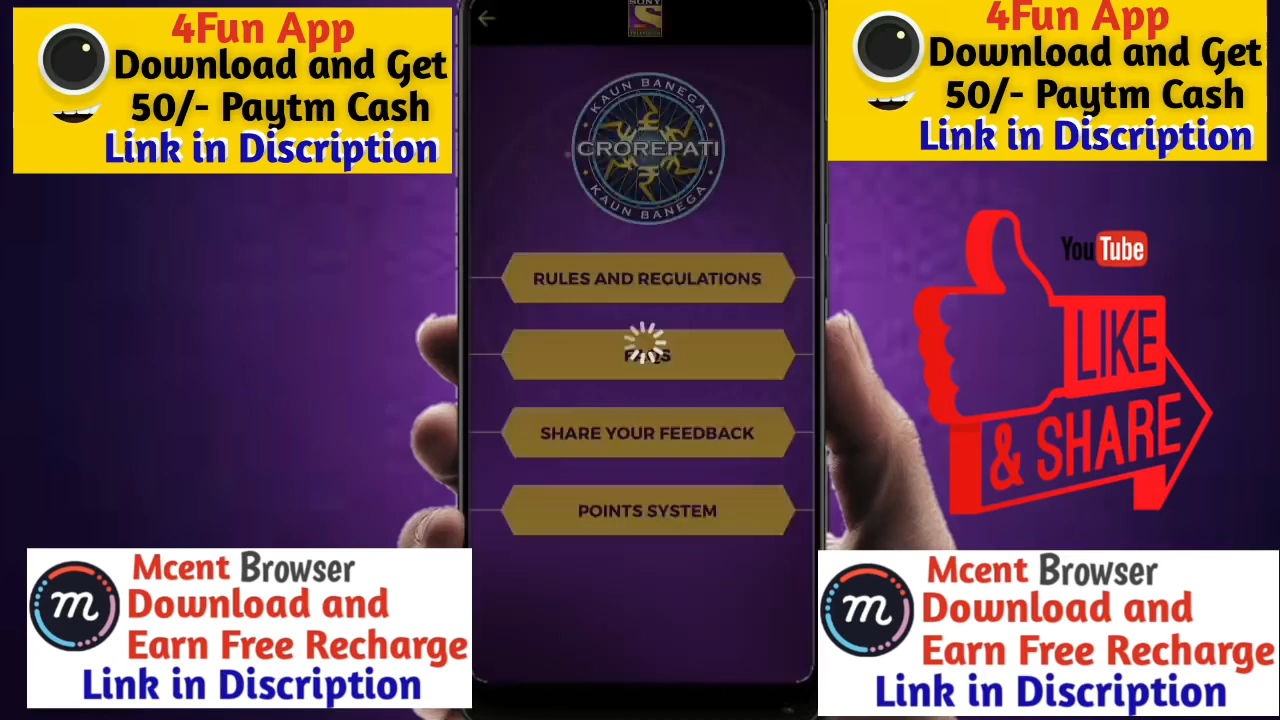 4Fun App
Download and Get
50/- Paytm Cash
Link in Discription
SONY
TELEVISION
KAUN BANEGA
CROREPATI
KAUN BANEGA
RULES AND REGULATIONS
FAQS
SHARE YOUR FEEDBACK
POINTS SYSTEM
4Fun App
Download and Get
50/- Paytm Cash
Link in Discription
YouTube
LIKE
& SHARE
m
Mcent Browser
Download and
Earn Free Recharge
Link in Discription
m
Mcent Browser
Download and
Earn Free Recharge
Link in Discription